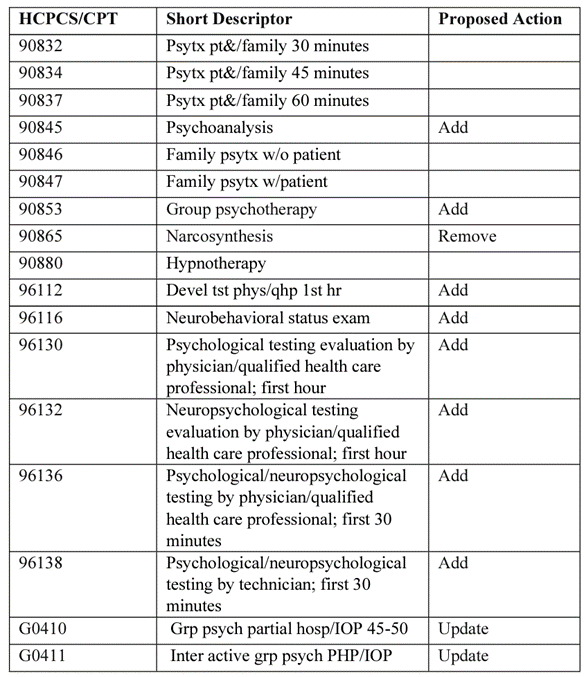 HCPCS/CPT Short Descriptor Proposed Action
90832 Psytx pt&/family 30 minutes
90834 Psytx pt&/family 45 minutes
90837 Psytx pt&/family 60 minutes
90845 Psychoanalysis Add
90846 Family psytx w/o patient
90847 Family psytx w/patient
90853 Group psychotherapy Add
90865 Narcosynthesis Remove
90880 Hypnotherapy
96112 Devel tst phys/qhp 1st hr Add
96116 Neurobehavioral status exam Add
96130 Psychological testing evaluation by Add
physician/qualified health care
professional; first hour
96132 Neuropsychological testing Add
evaluation by physician/qualified
health care professional; first hour
96136 Psychological/neuropsychological Add
testing by physician/qualified
health care professional; first 30
minutes
96138 Psychological/neuropsychological Add
testing by technician; first 30
minutes
G0410 Grp psych partial hosp/IOP 45-50 Update
G0411 Inter active grp psych PHP/IOP Update